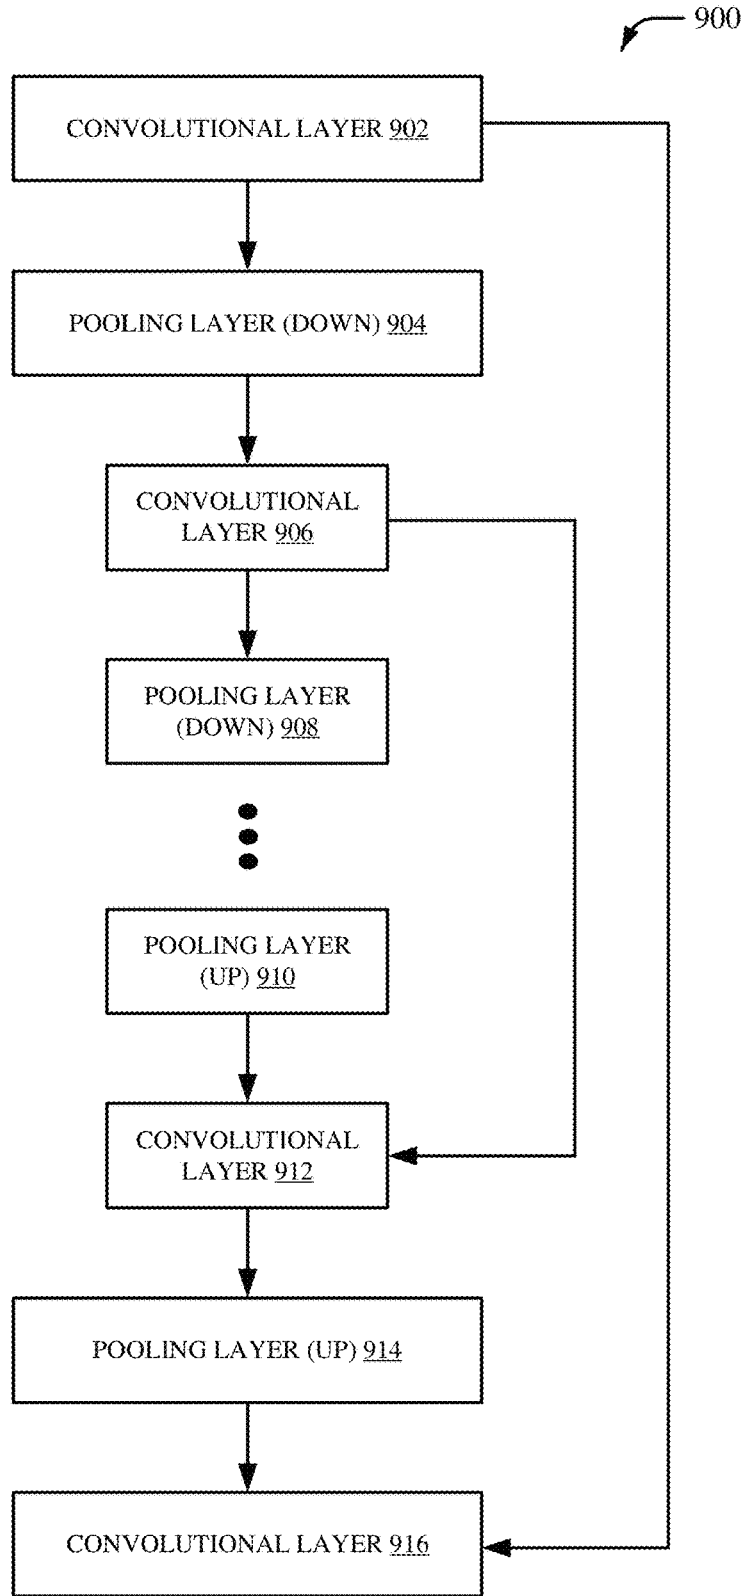 900
CONVOLUTIONAL LAYER 902
POOLING LAYER (DOWN) 904
CONVOLUTIONAL
LAYER 906
POOLING LAYER
(DOWN) 908
POOLING LAYER
(UP) 910
CONVOLUTIONAL
LAYER 912
POOLING LAYER (UP) 914
CONVOLUTIONAL LAYER 916